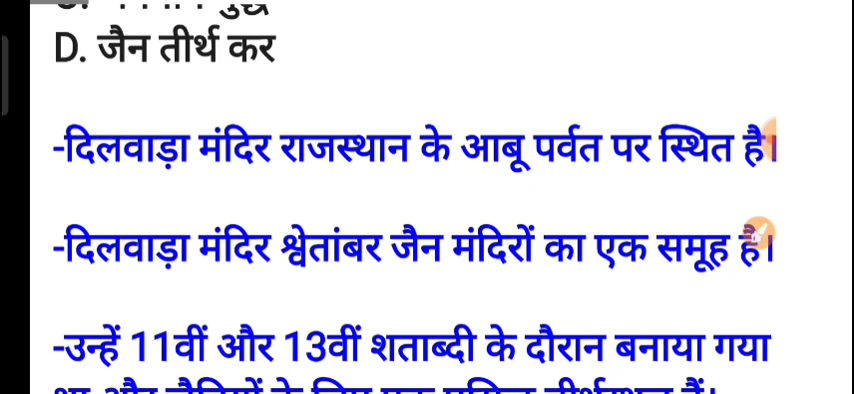 D. जैन तीर्थ कर
-दिलवाड़ा मंदिर राजस्थान के आबू पर्वत पर स्थित है।
-दिलवाड़ा मंदिर श्वेतांबर जैन मंदिरों का एक समूह है।
-उन्हें 11वीं और 13वीं शताब्दी के दौरान बनाया गया